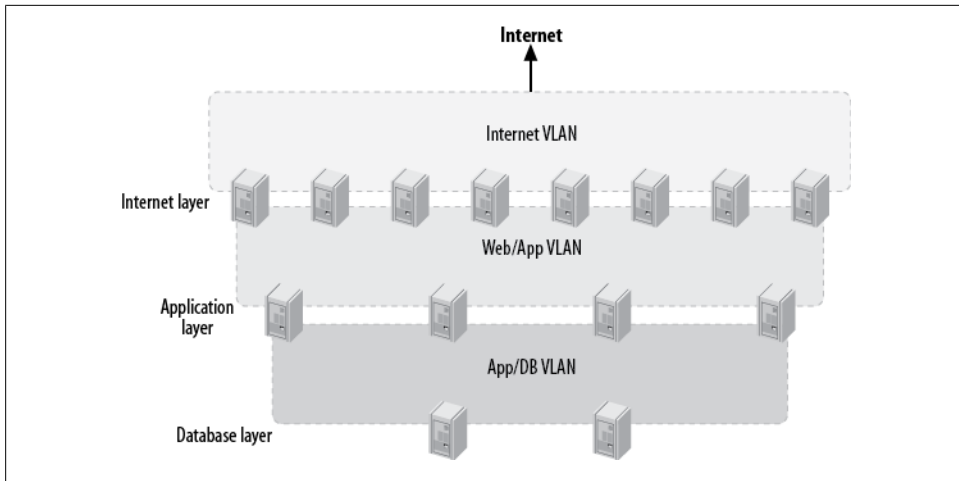 Internet
Internet VLAN
Internet layer
Web/App VLAN
Application
layer
App/DB VLAN
Database layer